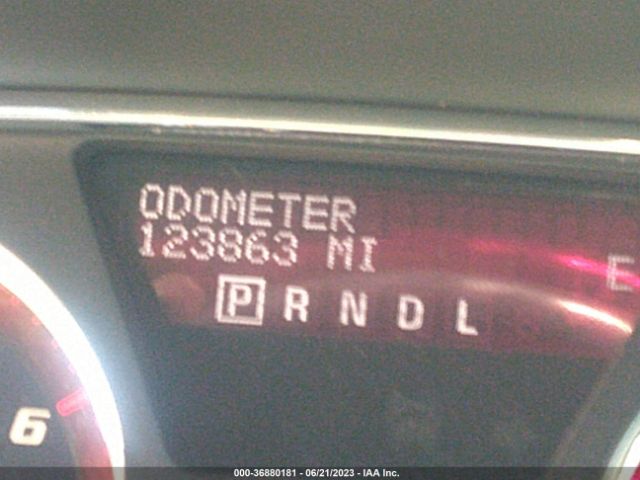 ODOMETER
123863 MI
E
P R N D L
6
000-36880181 - 06/21/2023 - IAA Inc.